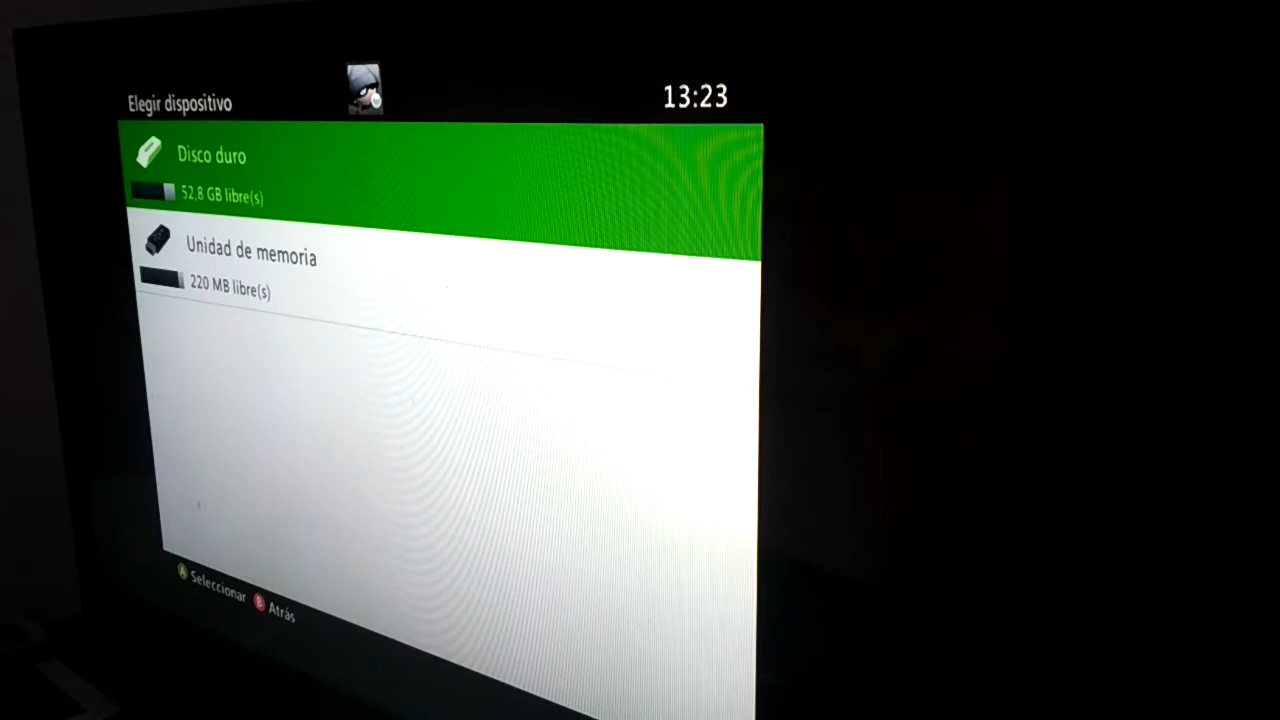 Elegir dispositivo
13:23
Disco duro
52,8 GB libre(s)
Unidad de memoria
220 MB libre(s)
A Seleccionar B Atrás